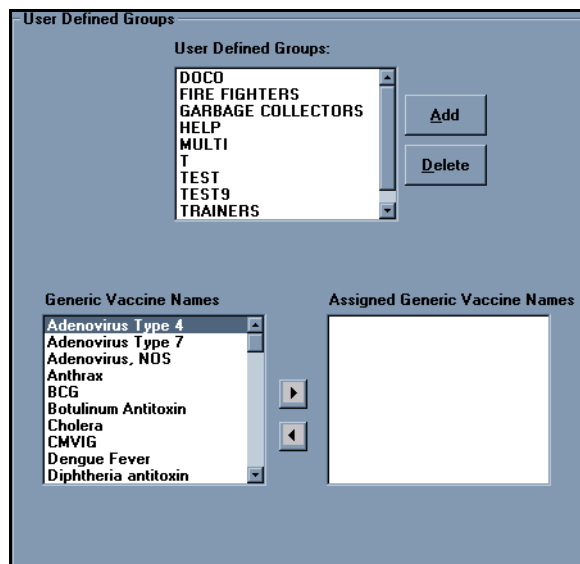 User Defined Groups
User Defined Groups:
DOCO
FIRE FIGHTERS
GARBAGE COLLECTORS
HELP
MULTI
T
TEST
TEST9
TRAINERS
Add
Delete
Generic Vaccine Names
Adenovirus Type 4
Adenovirus Type 7
Adenovirus, NOS
Anthrax
BCG
Botulinum Antitoxin
Cholera
CMVIG
Dengue Fever
Diphtheria antitoxin
Assigned Generic Vaccine Names